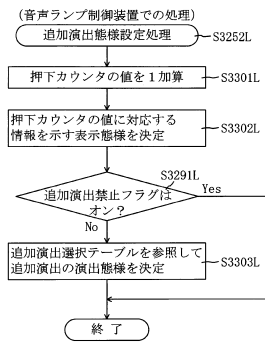 (音声ランプ制御装置での処理)
追加演出態様設定処理
S3252L
押下カウンタの値を1加算
S3301L
押下カウンタの値に対応する
情報を示す表示態様を決定
S3302L
S3291L
追加演出禁止フラグは
オン?
Yes
No
追加演出選択テーブルを参照して
追加演出の演出態様を決定
S3303L
終了